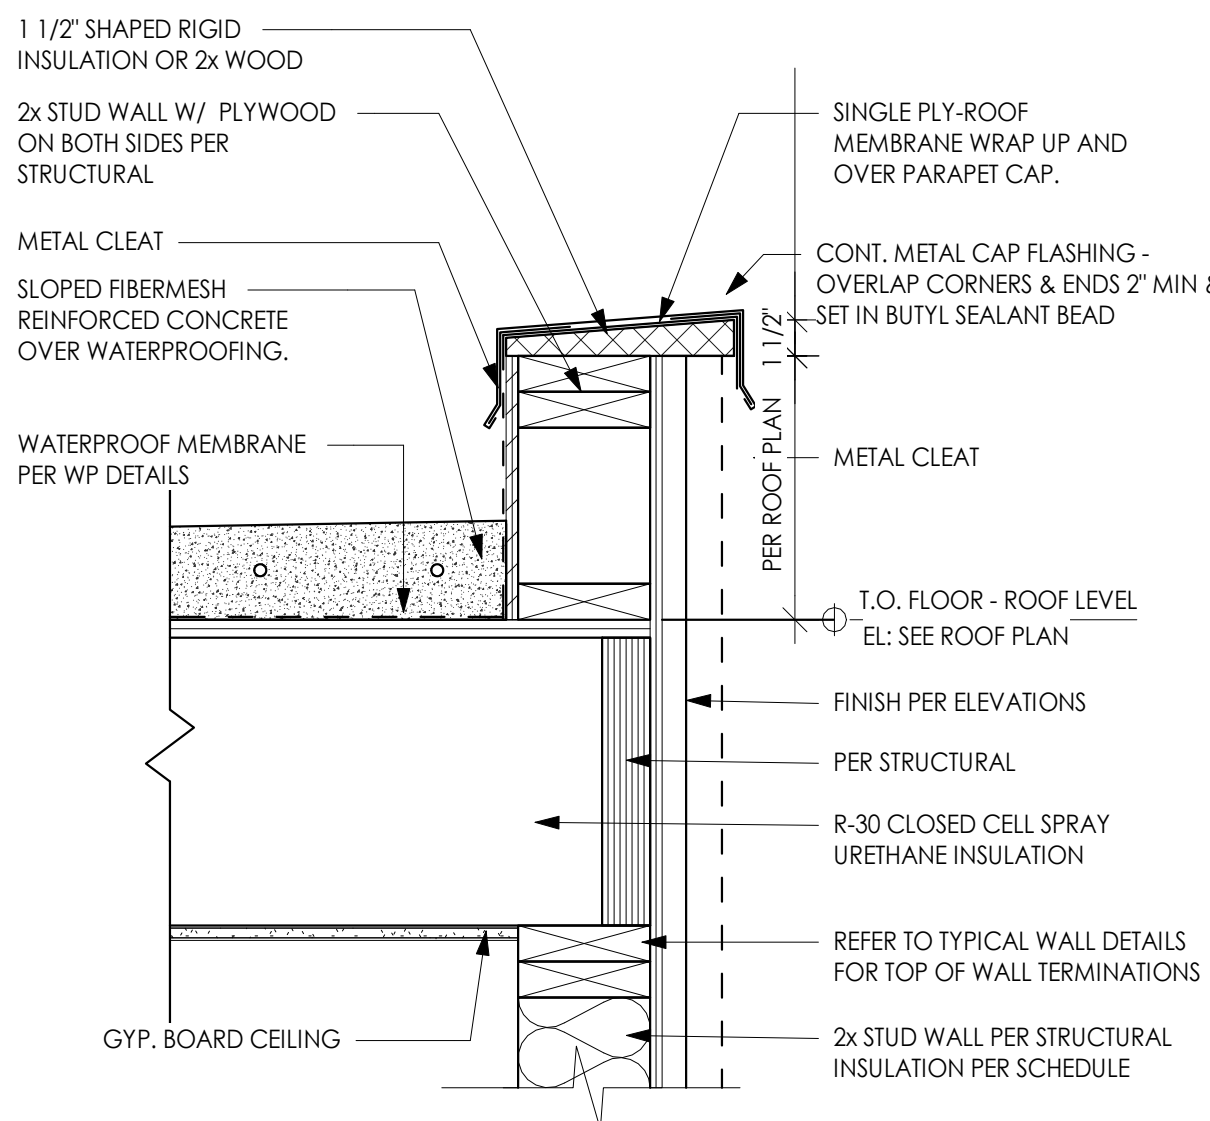 1 1/2" SHAPED RIGID
INSULATION OR 2x WOOD
2x STUD WALL W/ PLYWOOD
ON BOTH SIDES PER
STRUCTURAL
METAL CLEAT
SLOPED FIBERMESH
REINFORCED CONCRETE
OVER WATERPROOFING.
WATERPROOF MEMBRANE
PER WP DETAILS
GYP. BOARD CEILING
SINGLE PLY-ROOF
MEMBRANE WRAP UP AND
OVER PARAPET CAP.
CONT. METAL CAP FLASHING -
OVERLAP CORNERS & ENDS 2" MIN &
SET IN BUTYL SEALANT BEAD
1 1/2"
PER ROOF PLAN
METAL CLEAT
T.O. FLOOR - ROOF LEVEL
EL: SEE ROOF PLAN
FINISH PER ELEVATIONS
PER STRUCTURAL
R-30 CLOSED CELL SPRAY
URETHANE INSULATION
REFER TO TYPICAL WALL DETAILS
FOR TOP OF WALL TERMINATIONS
2x STUD WALL PER STRUCTURAL
INSULATION PER SCHEDULE